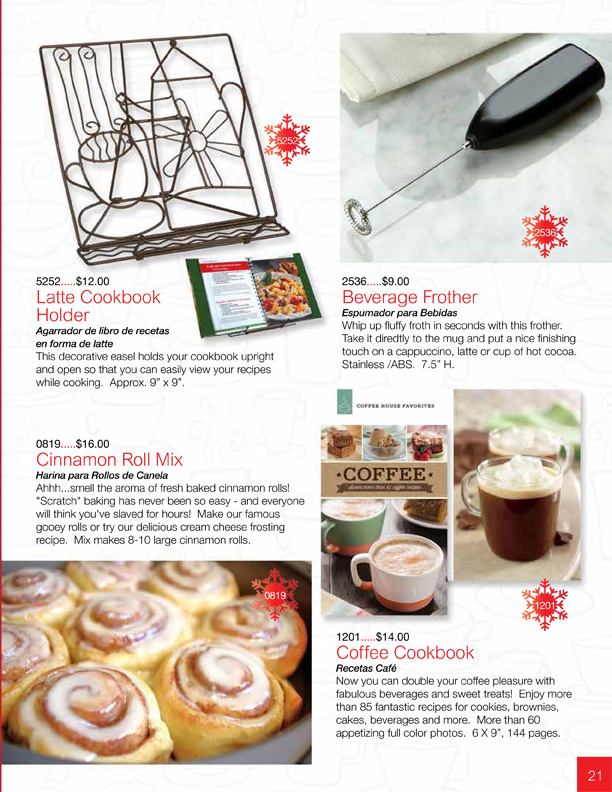 5252
5252.....$12.00
Latte Cookbook
Holder
Agarrador de libro de recetas
en forma de latte
This decorative easel holds your cookbook upright
and open so that you can easily view your recipes
while cooking.  Approx. 9” x 9”.
2536
2536.....$9.00
Beverage Frother
Espumador para Bebidas
Whip up fluffy froth in seconds with this frother.
Take it diredtly to the mug and put a nice finishing
touch on a cappuccino, latte or cup of hot cocoa.
Stainless /ABS.  7.5” H.
0819.....$16.00
Cinnamon Roll Mix
Harina para Rollos de Canela
Ahhh...smell the aroma of fresh baked cinnamon rolls!
"Scratch" baking has never been so easy - and everyone
will think you've slaved for hours!  Make our famous
gooey rolls or try our delicious cream cheese frosting
recipe.  Mix makes 8-10 large cinnamon rolls.
0819
COFFEE HOUSE FAVORITES
COFFEE
1201
1201.....$14.00
Coffee Cookbook
Recetas Café
Now you can double your coffee pleasure with
fabulous beverages and sweet treats!  Enjoy more
than 85 fantastic recipes for cookies, brownies,
cakes, beverages and more.  More than 60
appetizing full color photos.  6 X 9”, 144 pages.
21